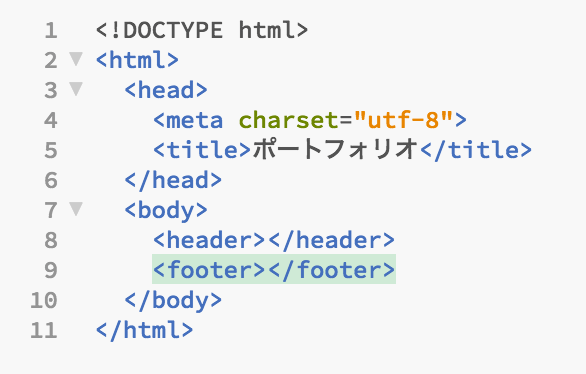 1 <!DOCTYPE html>
2 <html>
3 <head>
4 <meta charset="utf-8">
5 <title>ポートフォリオ</title>
6 </head>
7 <body>
8 <header></header>
9 <footer></footer>
10 </body>
11 </html>